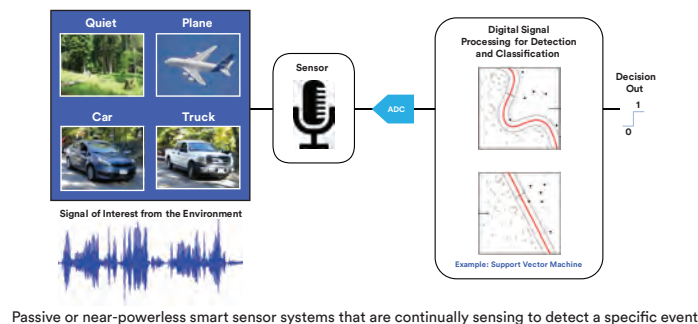 Quiet
Plane
Car
Truck
Signal of Interest from the Environment
Sensor
ADC
Digital Signal
Processing for Detection
and Classification
Example: Support Vector Machine
Decision
Out
1
0
Passive or near-powerless smart sensor systems that are continually sensing to detect a specific event